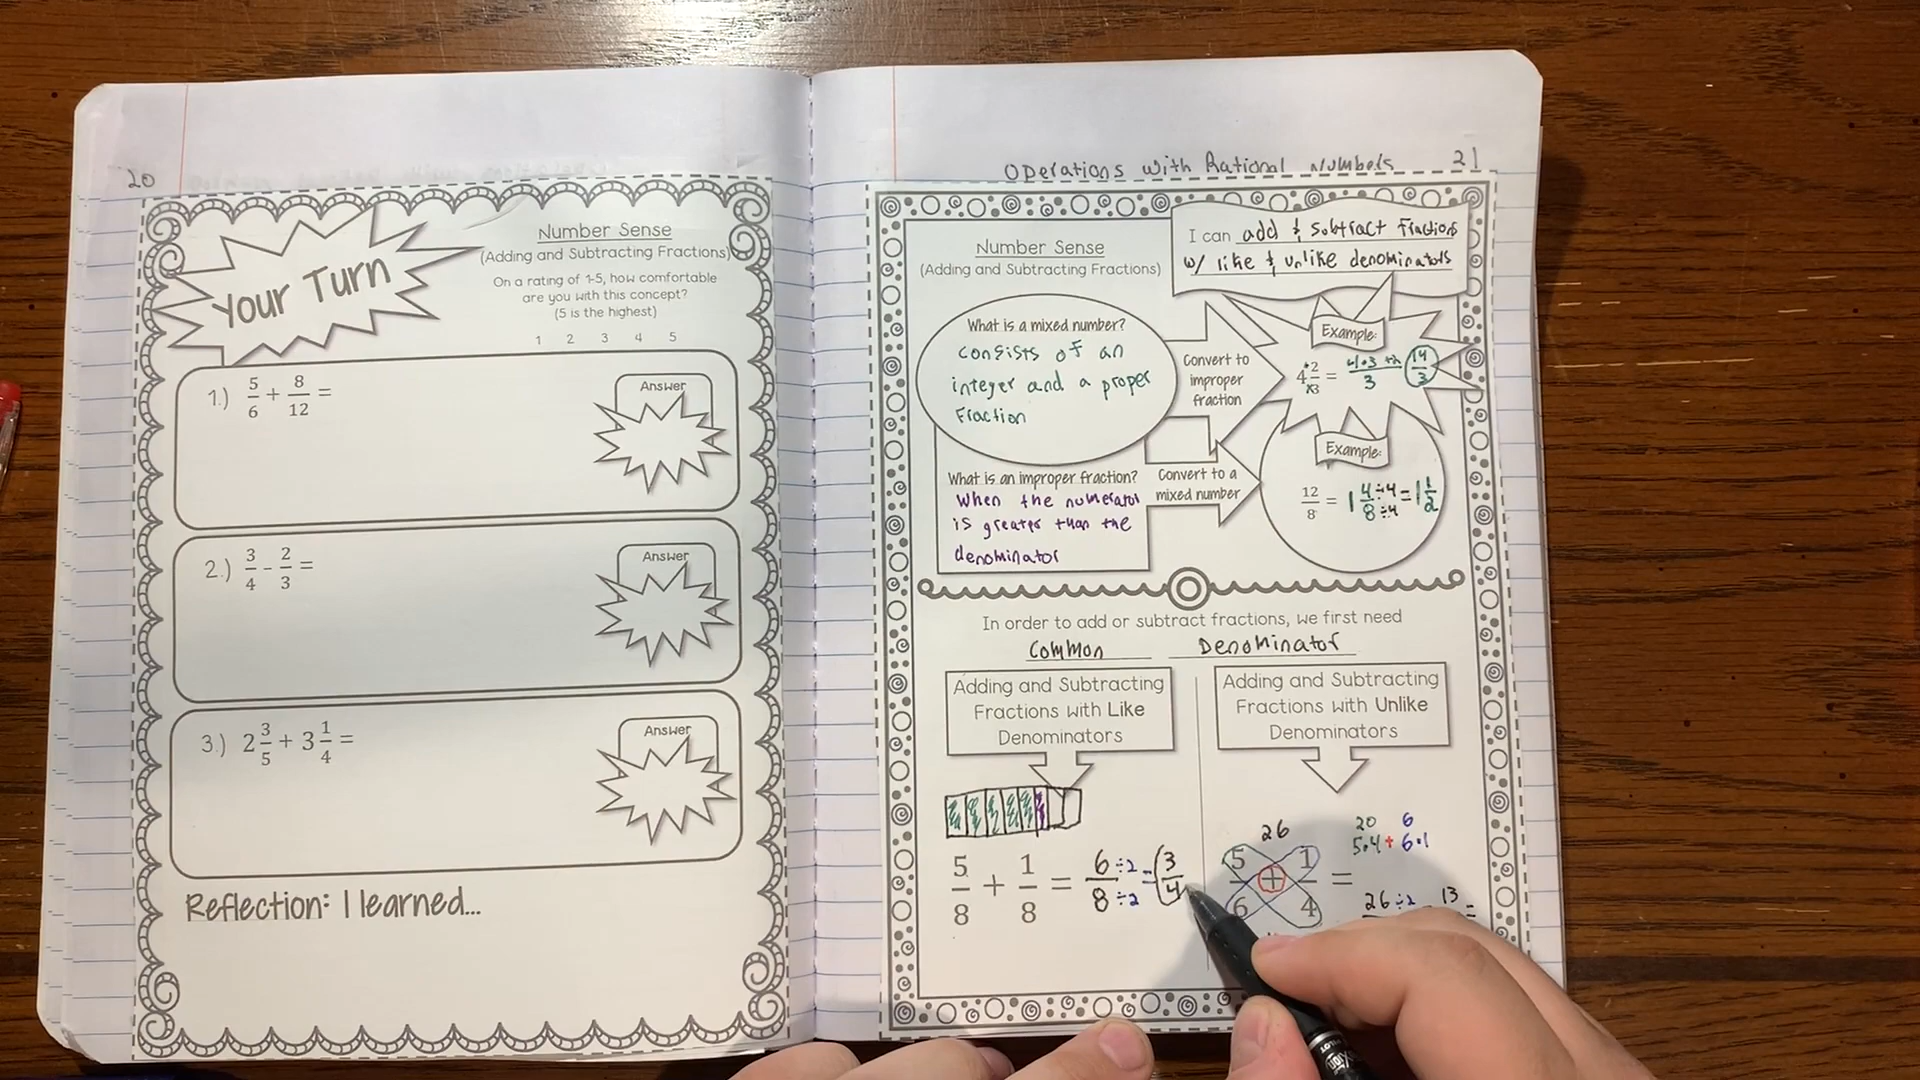 20
Your Turn
Number Sense
(Adding and Subtracting Fractions)
On a rating of 1-5, how comfortable
are you with this concept?
(5 is the highest)
1 2 3 4 5
1.) 5/6 + 8/12 =
Answer
2.) 3/4 - 2/3 =
Answer
3.) 2 3/5 + 3 1/4 =
Answer
Reflection: I learned...
Operations with Rational Numbers 21
Number Sense
(Adding and Subtracting Fractions)
I can add & subtract fractions
w/ like & unlike denominators
What is a mixed number?
consists of an
integer and a proper
fraction
Convert to
improper
fraction
Example:
4 +2/x3 = 4•3+2/3 14/3
What is an improper fraction?
When the numerator
is greater than the
denominator
Convert to a
mixed number
Example:
12/8 = 1 4÷4/8÷4 = 1 1/2
In order to add or subtract fractions, we first need
Common Denominator
Adding and Subtracting
Fractions with Like
Denominators
5/8 + 1/8 = 6÷2/8÷2 = 3/4
Adding and Subtracting
Fractions with Unlike
Denominators
26
20 6
5•4 + 6•1
5/6 + 1/4 =
26÷2 13 =